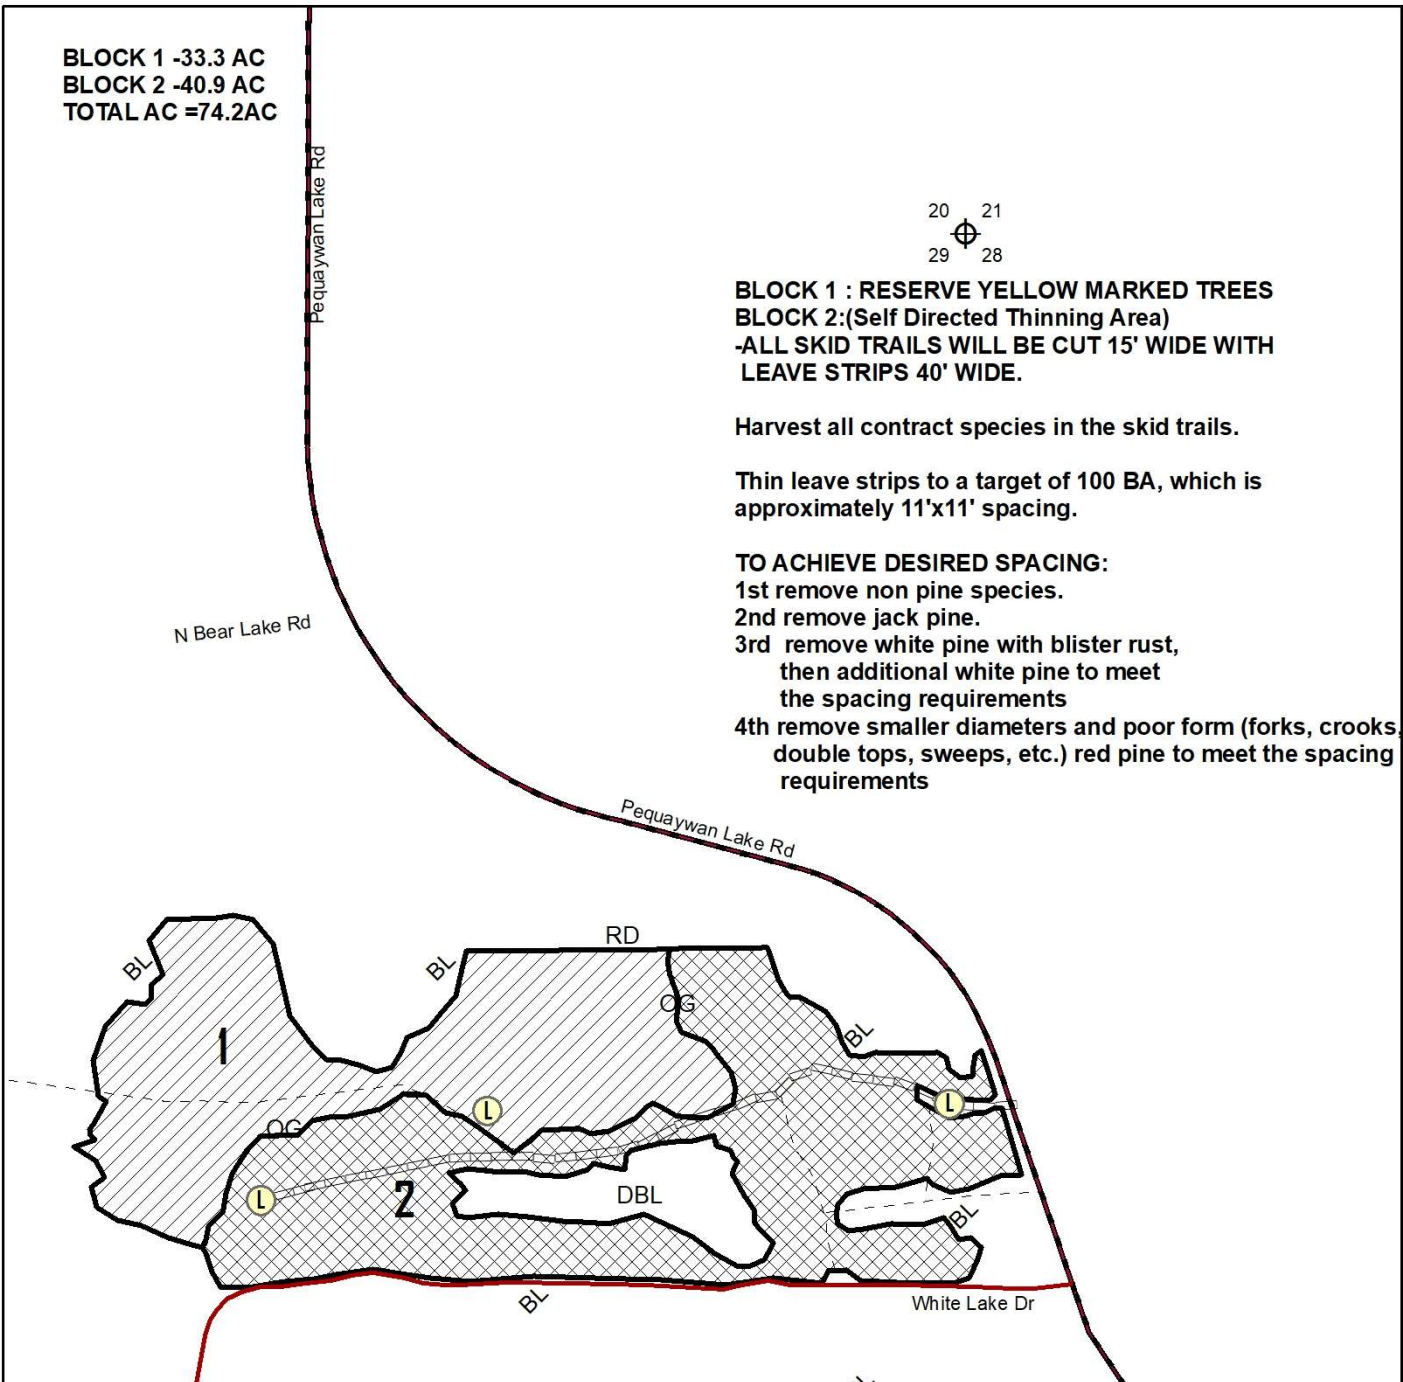 BLOCK 1 -33.3 AC
BLOCK 2 -40.9 AC
TOTAL AC =74.2AC
Pequaywan Lake Rd
20 21
29 28
BLOCK 1 : RESERVE YELLOW MARKED TREES
BLOCK 2:(Self Directed Thinning Area)
-ALL SKID TRAILS WILL BE CUT 15' WIDE WITH
LEAVE STRIPS 40' WIDE.
Harvest all contract species in the skid trails.
Thin leave strips to a target of 100 BA, which is
approximately 11'x11' spacing.
TO ACHIEVE DESIRED SPACING:
1st remove non pine species.
2nd remove jack pine.
3rd remove white pine with blister rust,
then additional white pine to meet
the spacing requirements
4th remove smaller diameters and poor form (forks, crooks,
double tops, sweeps, etc.) red pine to meet the spacing
requirements
N Bear Lake Rd
Pequaywan Lake Rd
RD
BL
BL
OG
BL
1
L
L
OG
L
2
DBL
BL
BL
White Lake Dr